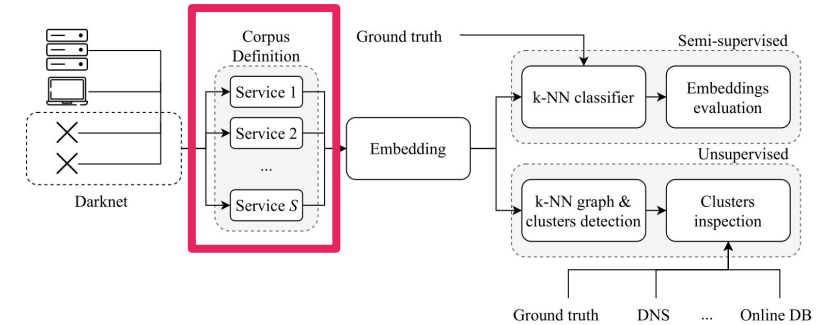 Corpus
Definition
Service 1
Service 2
...
Service S
Darknet
Embedding
Ground truth
Semi-supervised
k-NN classifier
Embeddings
evaluation
Unsupervised
k-NN graph &
clusters detection
Clusters
inspection
Ground truth
DNS
...
Online DB